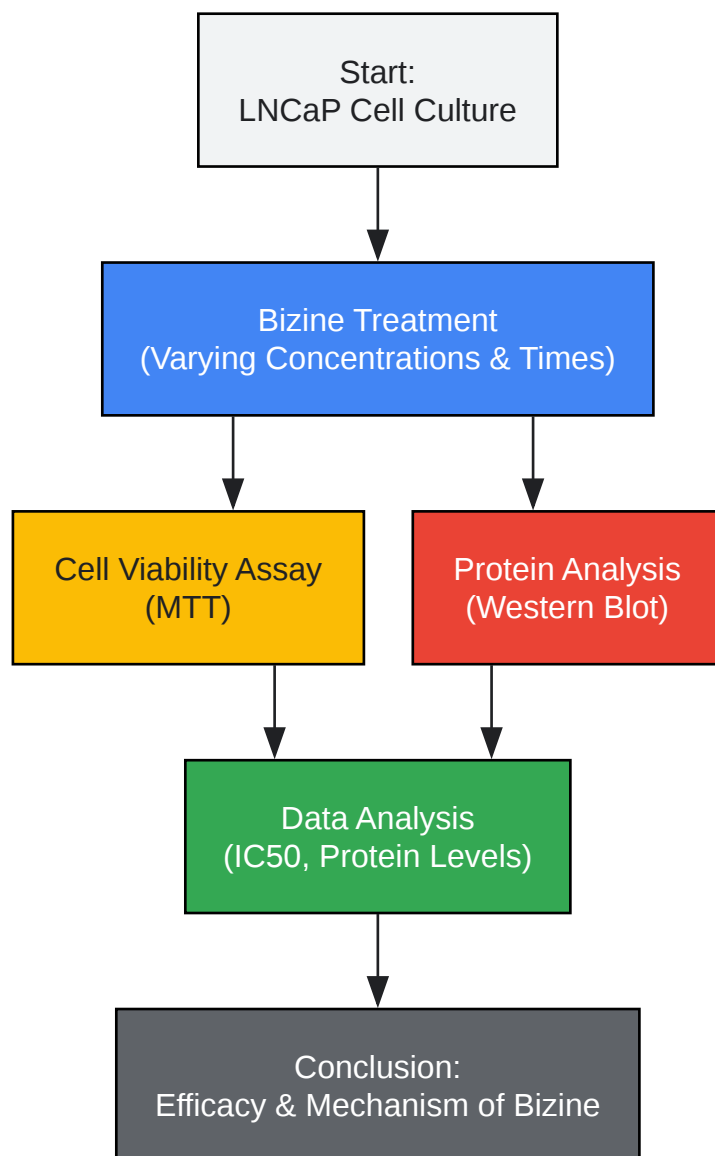 Start:
LNCaP Cell Culture
Bizine Treatment
(Varying Concentrations & Times)
Cell Viability Assay
(MTT)
Protein Analysis
(Western Blot)
Data Analysis
(IC50, Protein Levels)
Conclusion:
Efficacy & Mechanism of Bizine